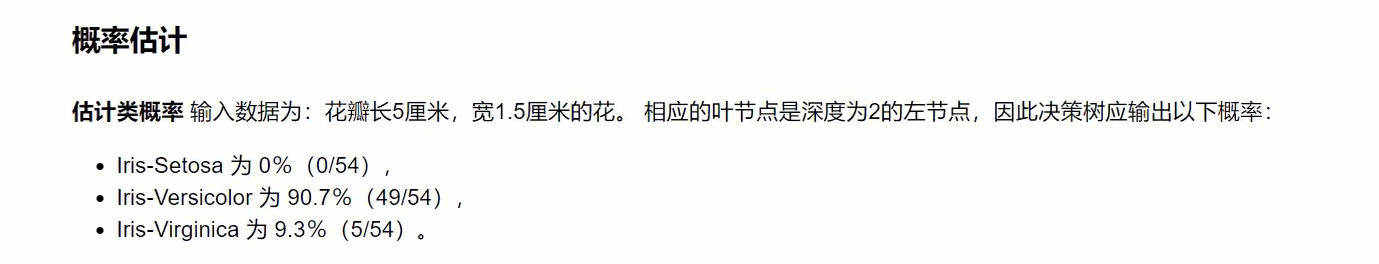 概率估计
估计类概率 输入数据为：花瓣长5厘米，宽1.5厘米的花。 相应的叶节点是深度为2的左节点，因此决策树应输出以下概率：
• Iris-Setosa 为 0%（0/54），
• Iris-Versicolor 为 90.7%（49/54），
• Iris-Virginica 为 9.3%（5/54）。